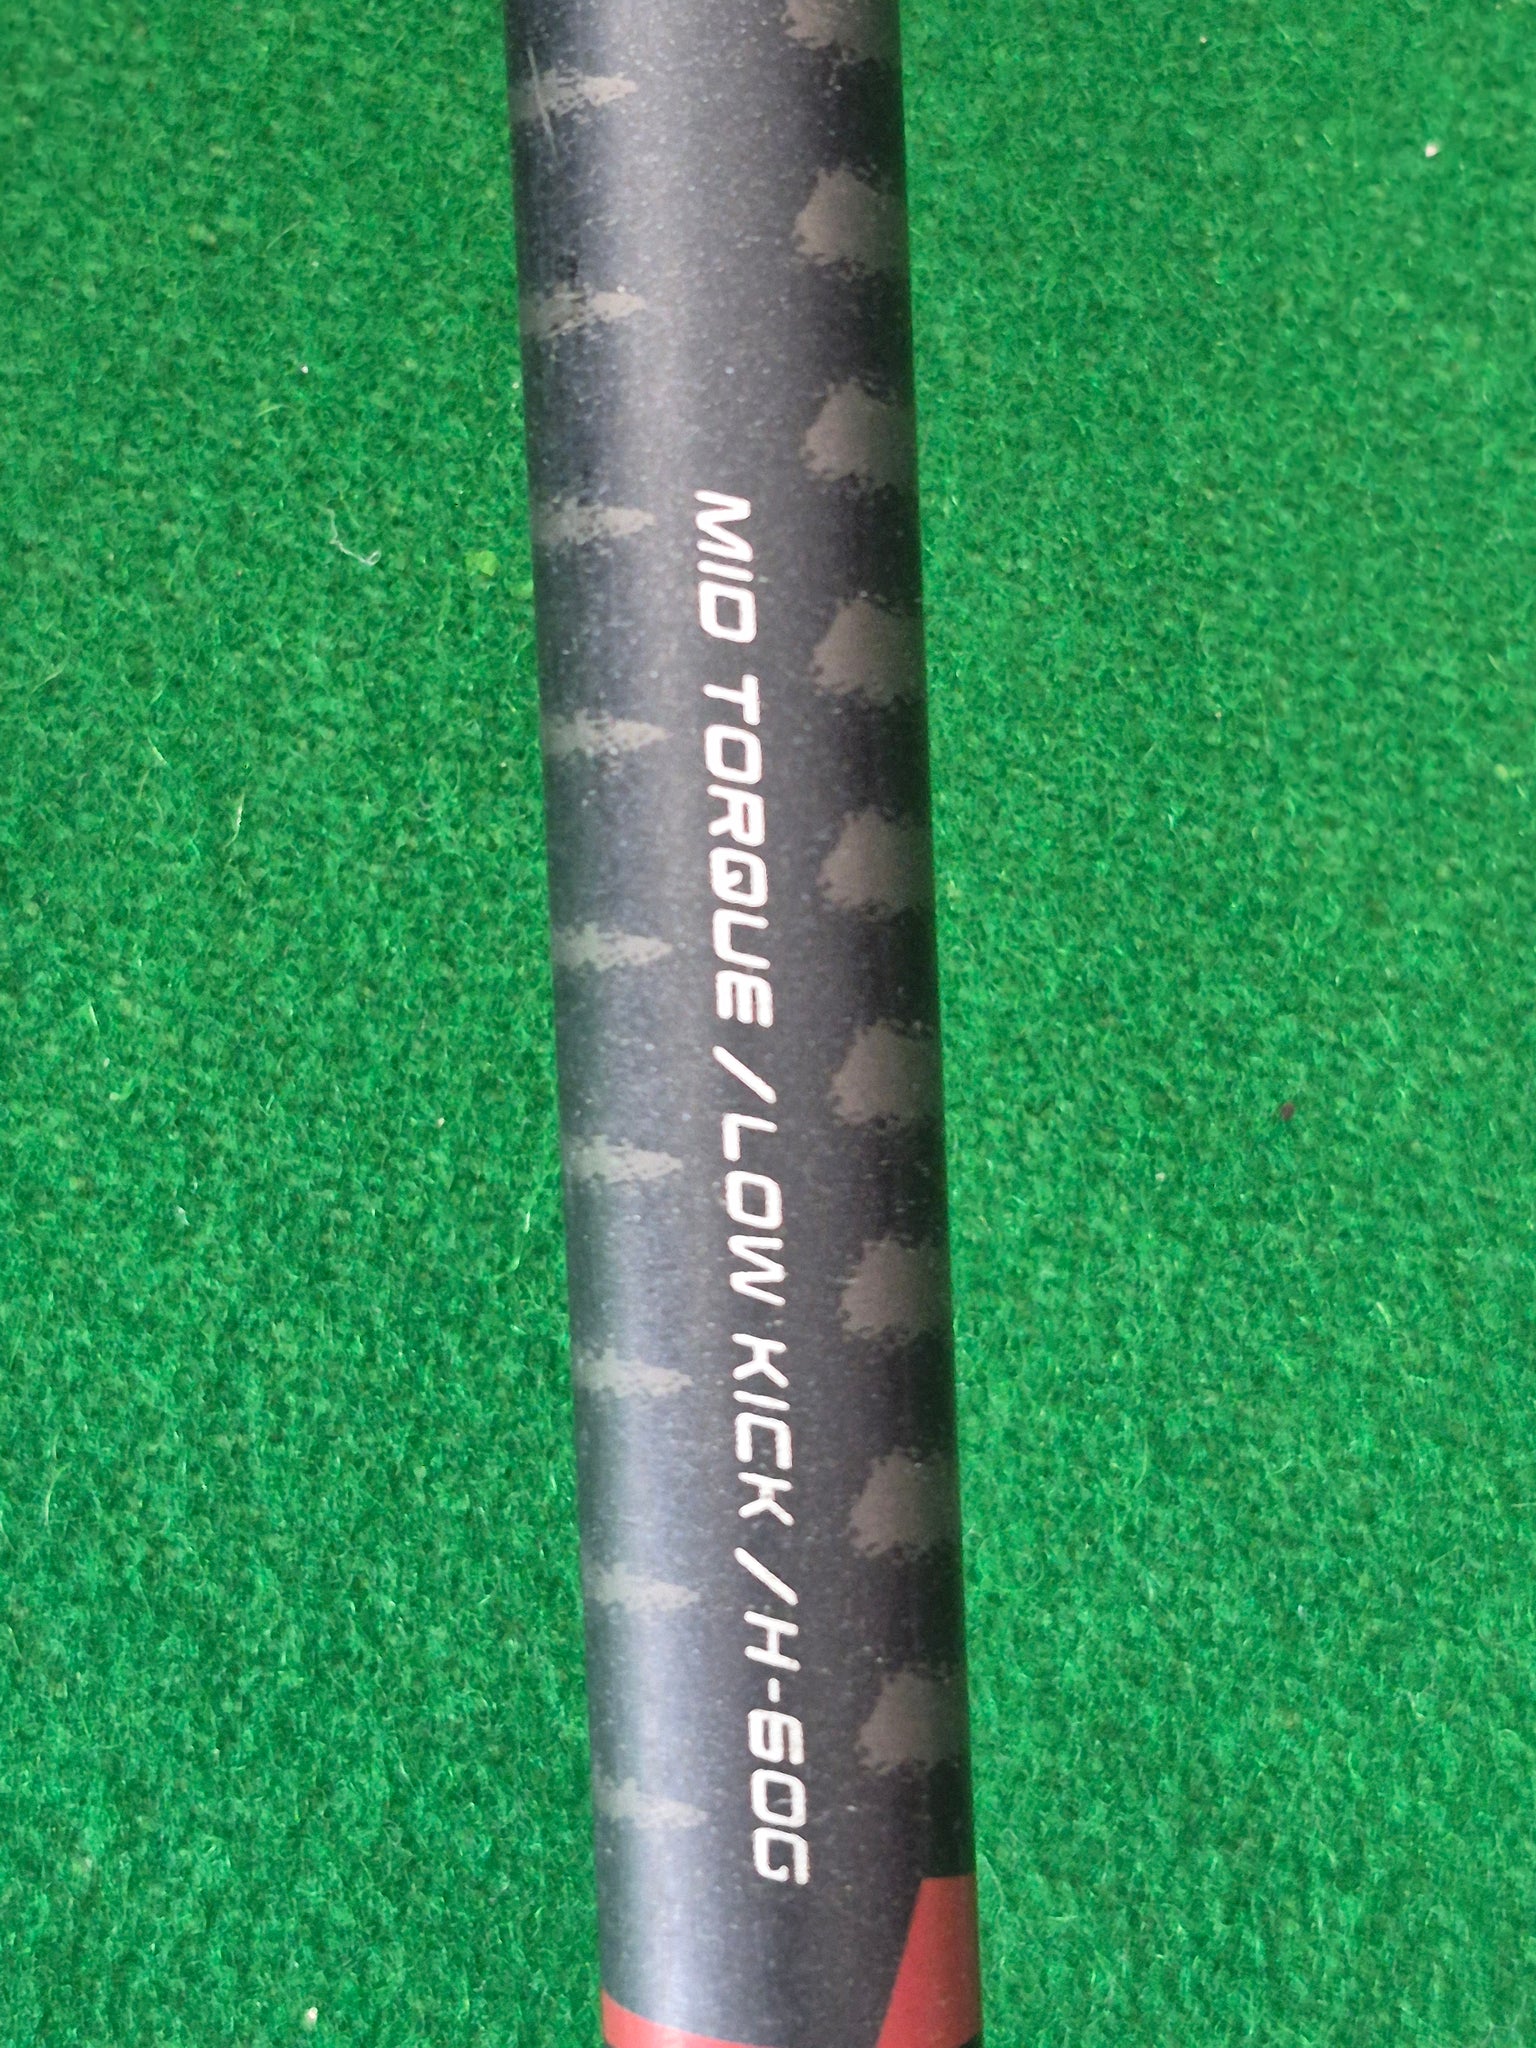 MID TORQUE / LOW KICK / H-60G